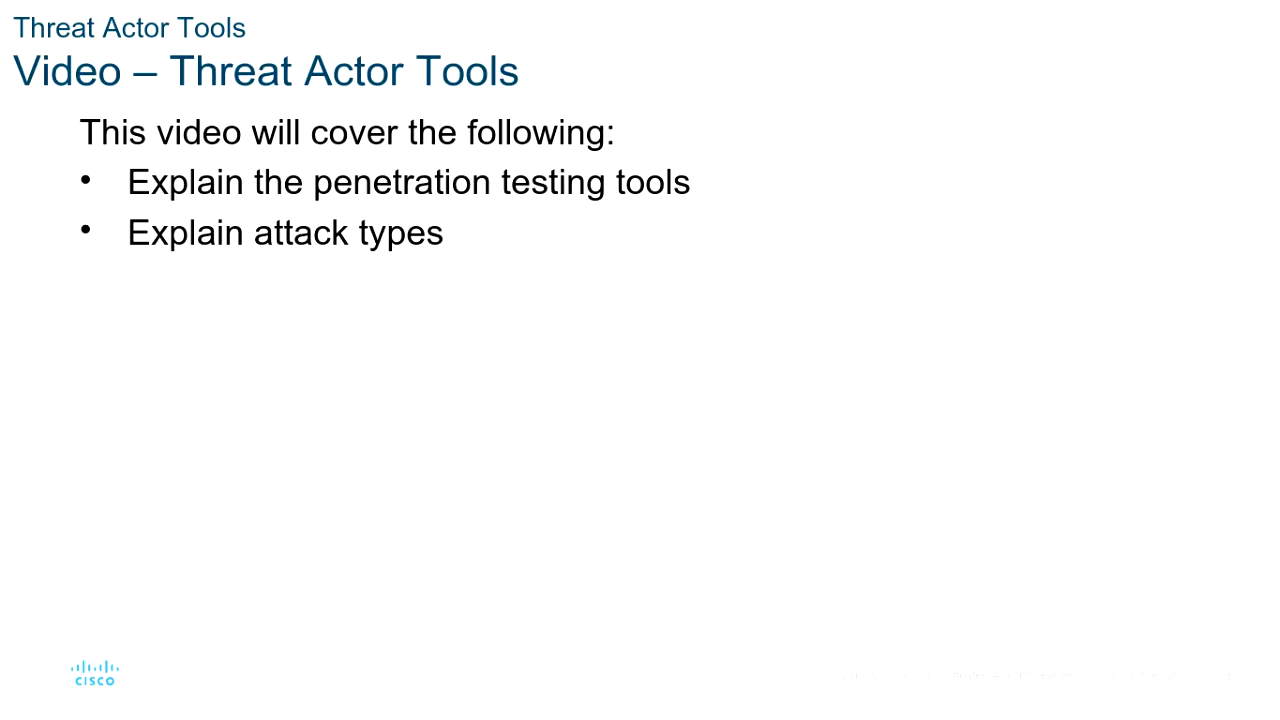 Threat Actor Tools
Video – Threat Actor Tools
This video will cover the following:
• Explain the penetration testing tools
• Explain attack types
CISCO